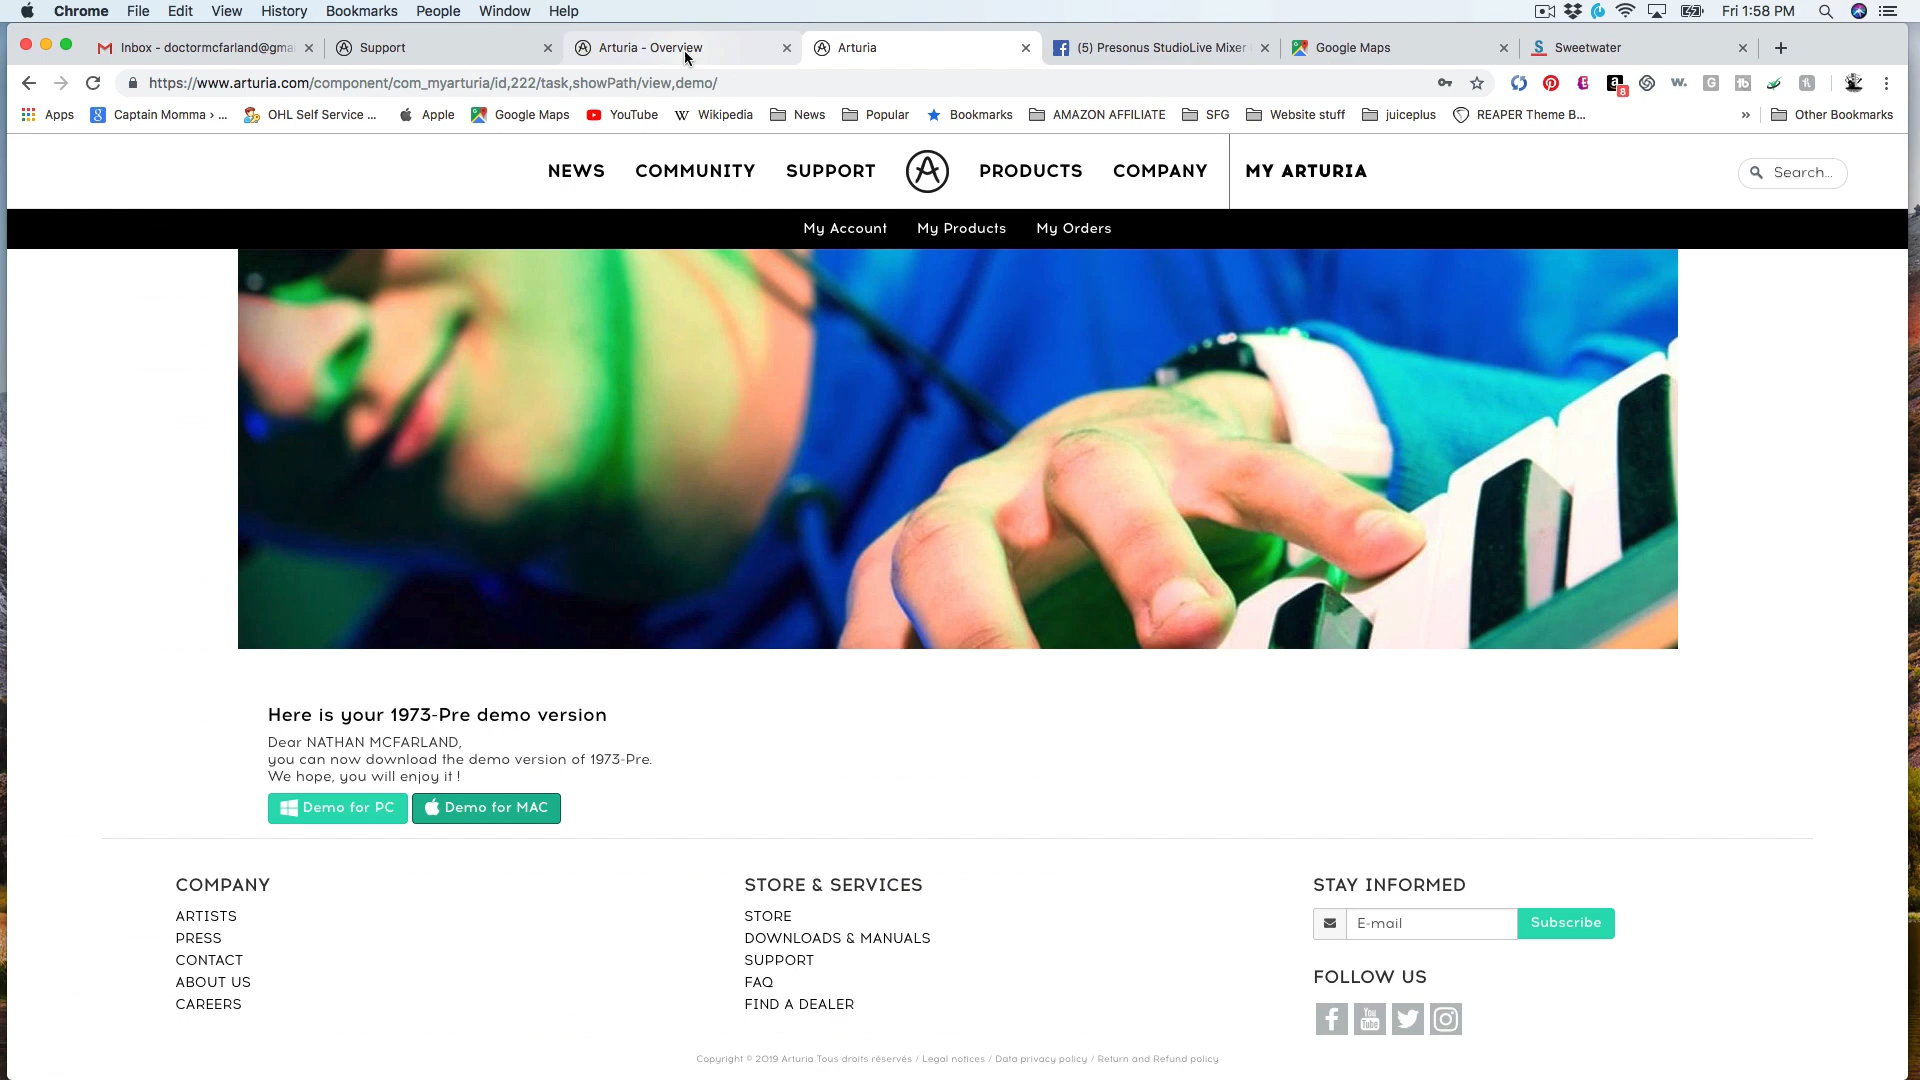 Chrome File Edit View History Bookmarks People Window Help Fri 1:58 PM
Inbox - doctormcfarland@gma
Support
Arturia - Overview
Arturia
(5) Presonus StudioLive Mixer
Google Maps
Sweetwater
https://www.arturia.com/component/com_myarturia/id,222/task,showPath/view,demo/
8
Apps Captain Momma › ... OHL Self Service ... Apple Google Maps YouTube Wikipedia News Popular Bookmarks AMAZON AFFILIATE SFG Website stuff juiceplus REAPER Theme B... » Other Bookmarks
NEWS COMMUNITY SUPPORT PRODUCTS COMPANY MY ARTURIA
Search...
My Account My Products My Orders
Here is your 1973-Pre demo version
Dear NATHAN MCFARLAND,
you can now download the demo version of 1973-Pre.
We hope, you will enjoy it !
Demo for PC Demo for MAC
COMPANY
ARTISTS
PRESS
CONTACT
ABOUT US
CAREERS
STORE & SERVICES
STORE
DOWNLOADS & MANUALS
SUPPORT
FAQ
FIND A DEALER
STAY INFORMED
E-mail Subscribe
FOLLOW US
You Tube
Copyright © 2019 Arturia Tous droits réservés / Legal notices / Data privacy policy / Return and Refund policy